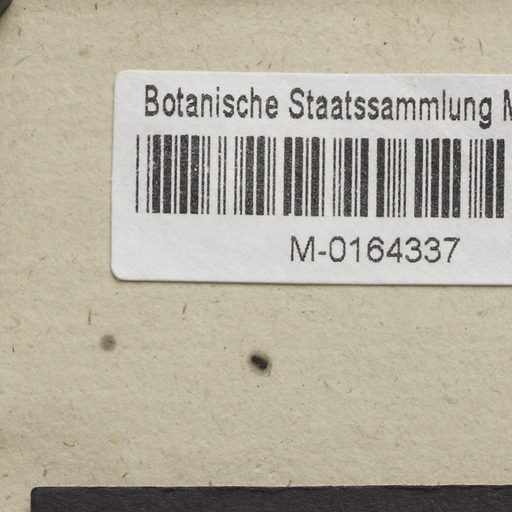 Botanische Staatssammlung
M-0164337